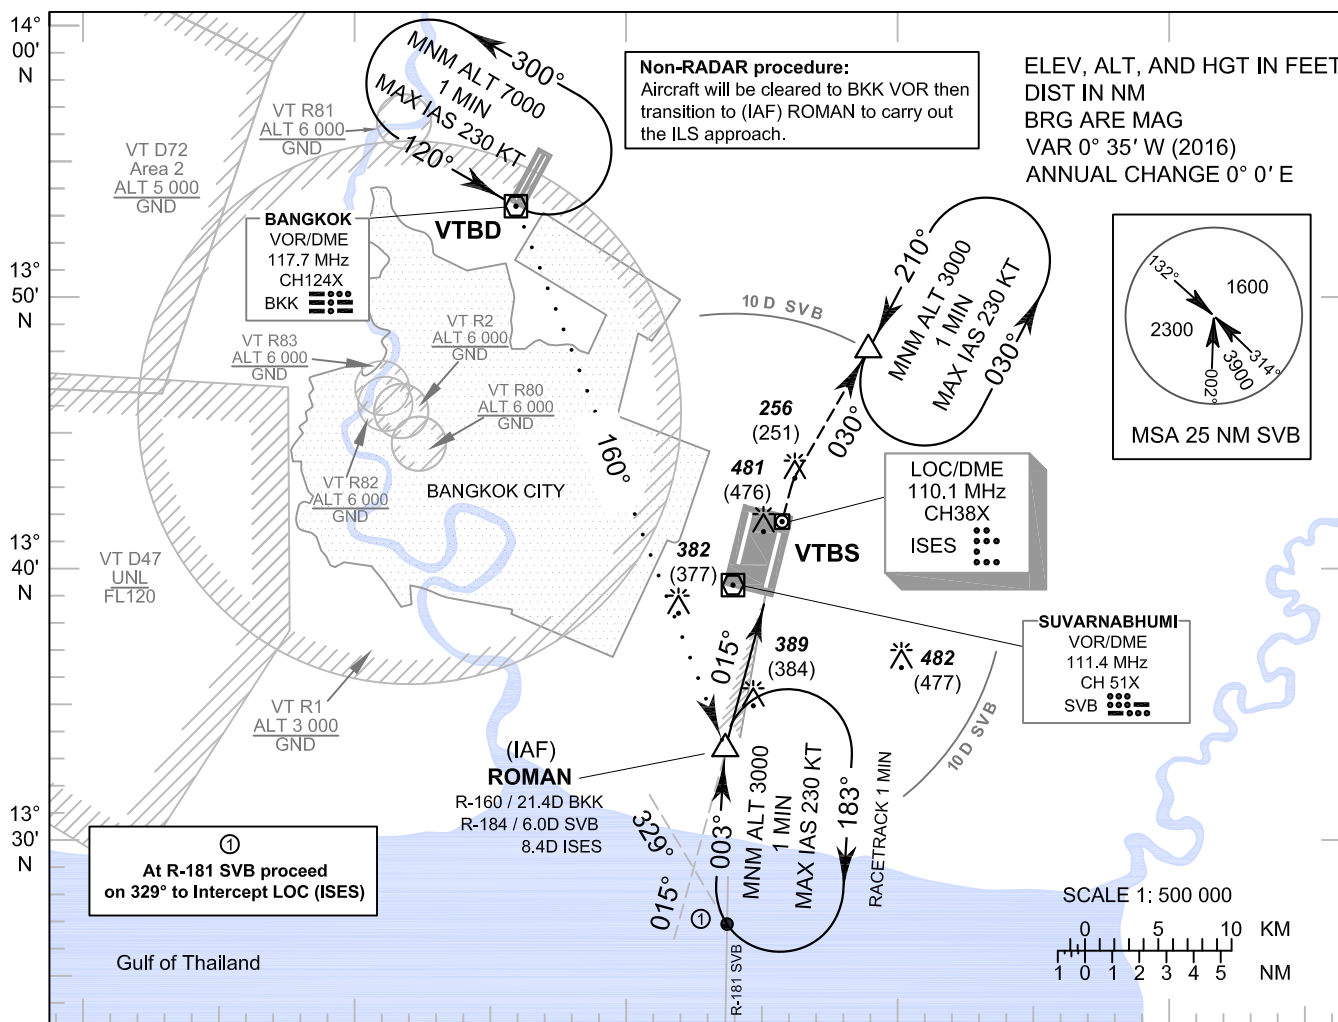 14°
00'
N
MNM ALT 7000
1 MIN
MAX IAS 230 KT
300°
120°
Non-RADAR procedure:
Aircraft will be cleared to BKK VOR then
transition to (IAF) ROMAN to carry out
the ILS approach.
ELEV, ALT, AND HGT IN FEET
DIST IN NM
BRG ARE MAG
VAR 0° 35' W (2016)
ANNUAL CHANGE 0° 0' E
VT R81
ALT 6 000
GND
VT D72
Area 2
ALT 5 000
GND
BANGKOK
VOR/DME
117.7 MHz
CH124X
BKK
VTBD
13°
50'
N
10 D SVB
210°
MNM ALT 3000
1 MIN
MAX IAS 230 KT
030°
030°
132°
1600
2300
3900
314°
002°
MSA 25 NM SVB
VT R83
ALT 6 000
GND
VT R2
ALT 6 000
GND
VT R80
ALT 6 000
GND
VT R82
ALT 6 000
GND
BANGKOK CITY
160°
256
(251)
481
(476)
LOC/DME
110.1 MHz
CH38X
ISES
VTBS
13°
40'
N
VT D47
UNL
FL120
382
(377)
SUVARNABHUMI
VOR/DME
111.4 MHz
CH 51X
SVB
015°
389
(384)
482
(477)
10 D SVB
VT R1
ALT 3 000
GND
(IAF)
ROMAN
R-160 / 21.4D BKK
R-184 / 6.0D SVB
8.4D ISES
13°
30'
N
003°
MNM ALT 3000
1 MIN
MAX IAS 230 KT
183°
RACETRACK 1 MIN
329°
015°
1
At R-181 SVB proceed
on 329° to Intercept LOC (ISES)
1
R-181 SVB
Gulf of Thailand
SCALE 1: 500 000
0 5 10 KM
1 0 1 2 3 4 5 NM